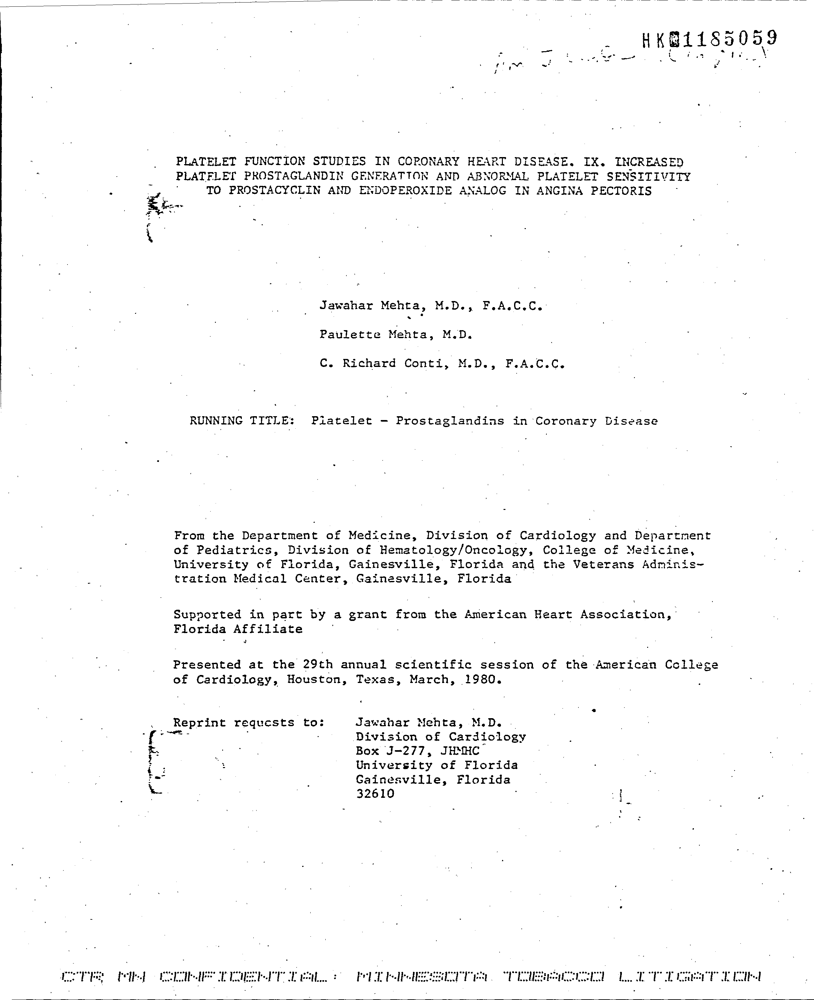 HK 1185059
PLATELET FUNCTION STUDIES IN CORONARY HEART DISEASE. IX. INCREASED
PLATELET PROSTAGLANDIN GENERATION AND ABNORMAL PLATELET SENSITIVITY
TO PROSTACYCLIN AND ENDOPEROXIDE ANALOG IN ANGINA PECTORIS
Jawahar Mehta, M.D., F.A.C.C.
Paulette Mehta, M.D.
C. Richard Conti, M.D., F.A.C.C.
RUNNING TITLE: Platelet - Prostaglandins in Coronary Disease
From the Department of Medicine, Division of Cardiology and Department
of Pediatrics, Division of Hematology/Oncology, College of Medicine,
University of Florida, Gainesville, Florida and the Veterans Adminis-
tration Medical Center, Gainesville, Florida
Supported in part by a grant from the American Heart Association,
Florida Affiliate
Presented at the 29th annual scientific session of the American College
of Cardiology, Houston, Texas, March, 1980.
Reprint requests to: Jawahar Mehta, M.D.
Division of Cardiology
Box J-277, JHMHC
University of Florida
Gainesville, Florida
32610
CTR MN CONFIDENTIAL: MINNESOTA TOBACCO LITIGATION